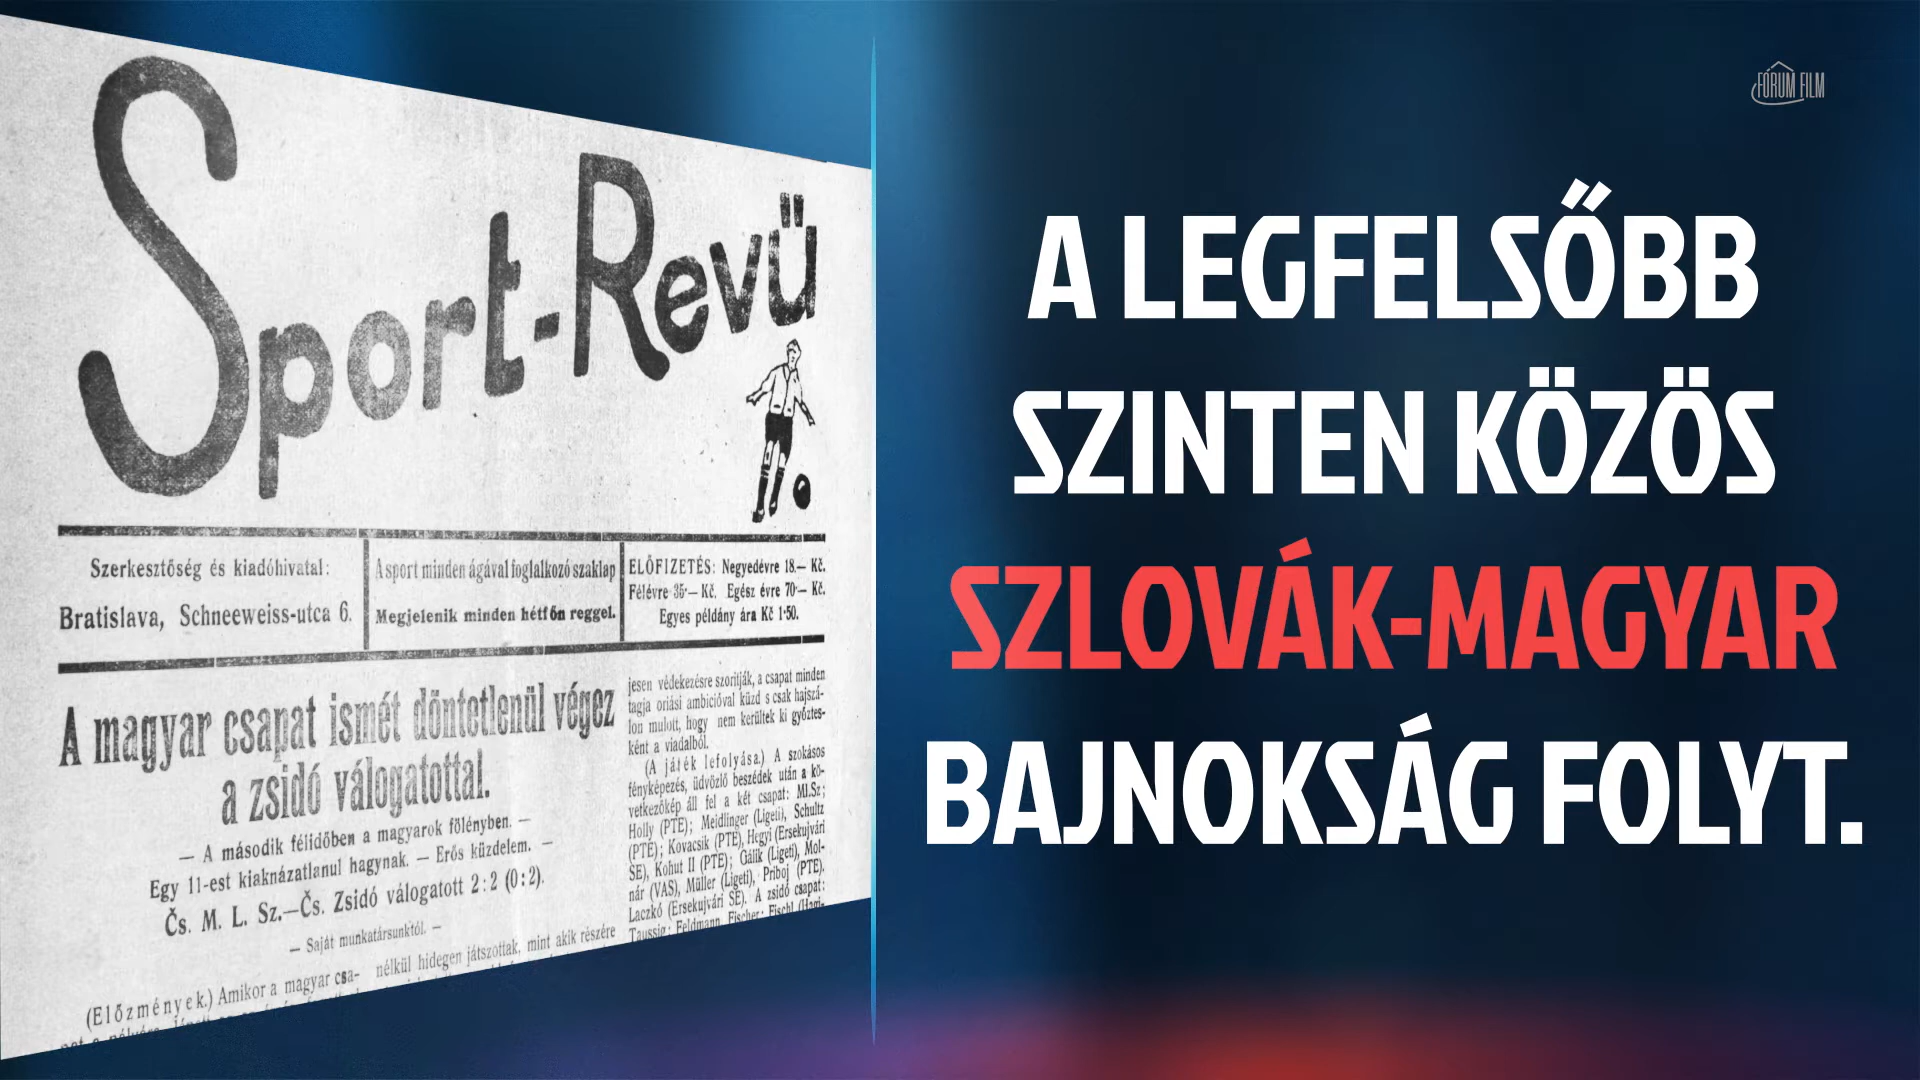 Sport-Revü
Szerkesztőség és kiadóhivatal:
Bratislava, Schneeweiss-utca 6.
A sport minden ágával foglalkozó szaklap
Megjelenik minden hétfőn reggel.
ELŐFIZETÉS: Negyedévre 18.— Kč.
Félévre 35·— Kč. Egész évre 70·— Kč.
Egyes példány ára Kč 1·50.
A magyar csapat ismét döntetlenül végez
a zsidó válogatottal.
— A második félidőben a magyarok fölényben. —
Egy 11-est kiaknázatlanul hagynak. — Erős küzdelem. —
Čs. M. L. Sz.—Čs. Zsidó válogatott 2:2 (0:2).
— Saját munkatársunktól. —
(Előzmények.) Amikor a magyar csa-
nélkül hidegen játszottak, mint akik részére
jesen védekezésre szoritják, a csapat minden
tagja oriási ambicióval küzd s csak hajszá-
lon mulott, hogy nem kerültek ki győztes-
ként a viadalból.
(A játék lefolyása.) A szokásos
fényképezés, üdvözlő beszédek után a kö-
vetkezőkép áll fel a két csapat: MLSz:
Holly (PTE); Meidlinger (Ligeti), Schultz
(PTE); Kovacsik (PTE), Hegyi (Ersekujvári
SE), Kohut II (PTE); Gálik (Ligeti), Mol-
nár (VAS), Müller (Ligeti), Priboj (PTE),
Laczkó (Ersekujvári SE). A zsidó csapat:
Taussig; Feldmann, Fischer; Fischl
FÓRUM FILM
A LEGFELSŐBB
SZINTEN KÖZÖS
SZLOVÁK-MAGYAR
BAJNOKSÁG FOLYT.